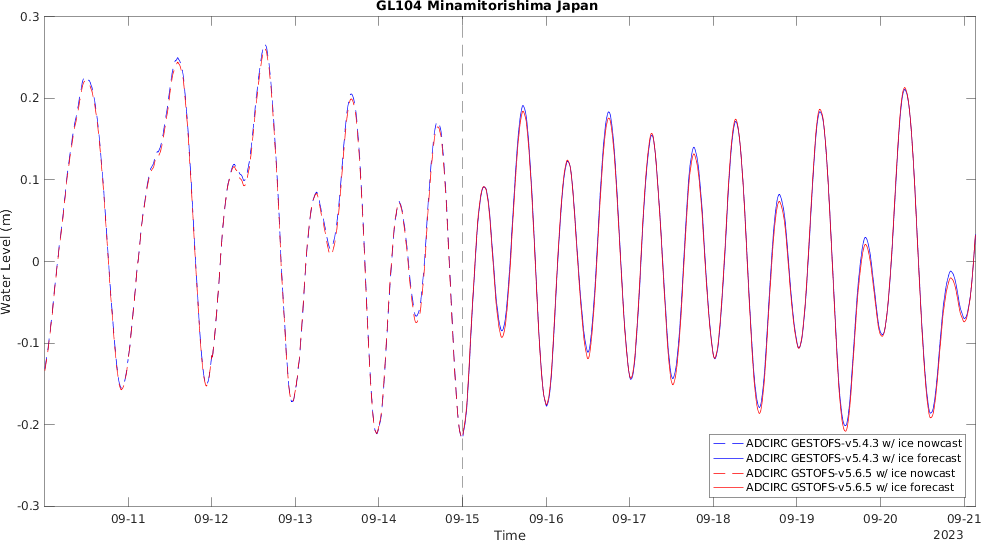 GL104 Minamitorishima Japan
0.3
0.2
0.1
0
-0.1
-0.2
-0.3
Water Level (m)
ADCIRC GESTOFS-v5.4.3 w/ ice nowcast
ADCIRC GESTOFS-v5.4.3 w/ ice forecast
ADCIRC GSTOFS-v5.6.5 w/ ice nowcast
ADCIRC GSTOFS-v5.6.5 w/ ice forecast
09-11 09-12 09-13 09-14 09-15 09-16 09-17 09-18 09-19 09-20 09-21
2023
Time